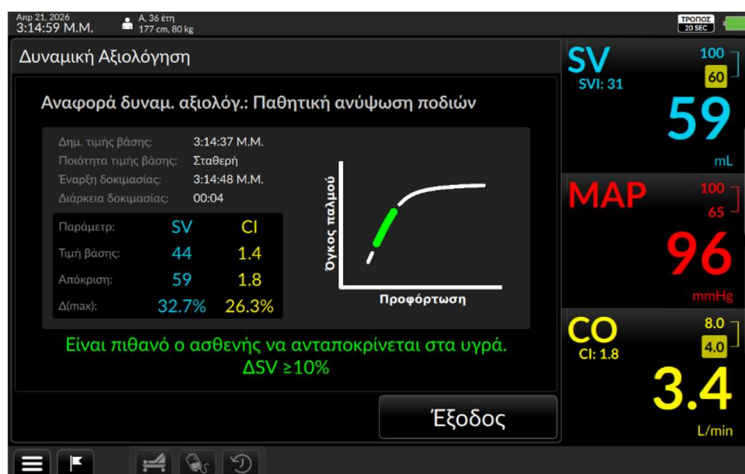 Απρ 21, 2026
3:14:59 Μ.Μ.
Α, 36 έτη
177 cm, 80 kg
ΤΡΟΠΟΣ
20 SEC
Δυναμική Αξιολόγηση
Αναφορά δυναμ. αξιολόγ.: Παθητική ανύψωση ποδιών
Δημ. τιμής βάσης: 3:14:37 Μ.Μ.
Ποιότητα τιμής βάσης: Σταθερή
Έναρξη δοκιμασίας: 3:14:48 Μ.Μ.
Διάρκεια δοκιμασίας: 00:04
Παράμετρ: SV CI
Τιμή βάσης: 44 1.4
Απόκριση: 59 1.8
Δ(max): 32.7% 26.3%
Όγκος παλμού
Προφόρτωση
Είναι πιθανό ο ασθενής να ανταποκρίνεται στα υγρά.
ΔSV ≥10%
Έξοδος
SV
SVI: 31
100
60
59
mL
MAP
100
65
96
mmHg
CO
CI: 1.8
8.0
4.0
3.4
L/min